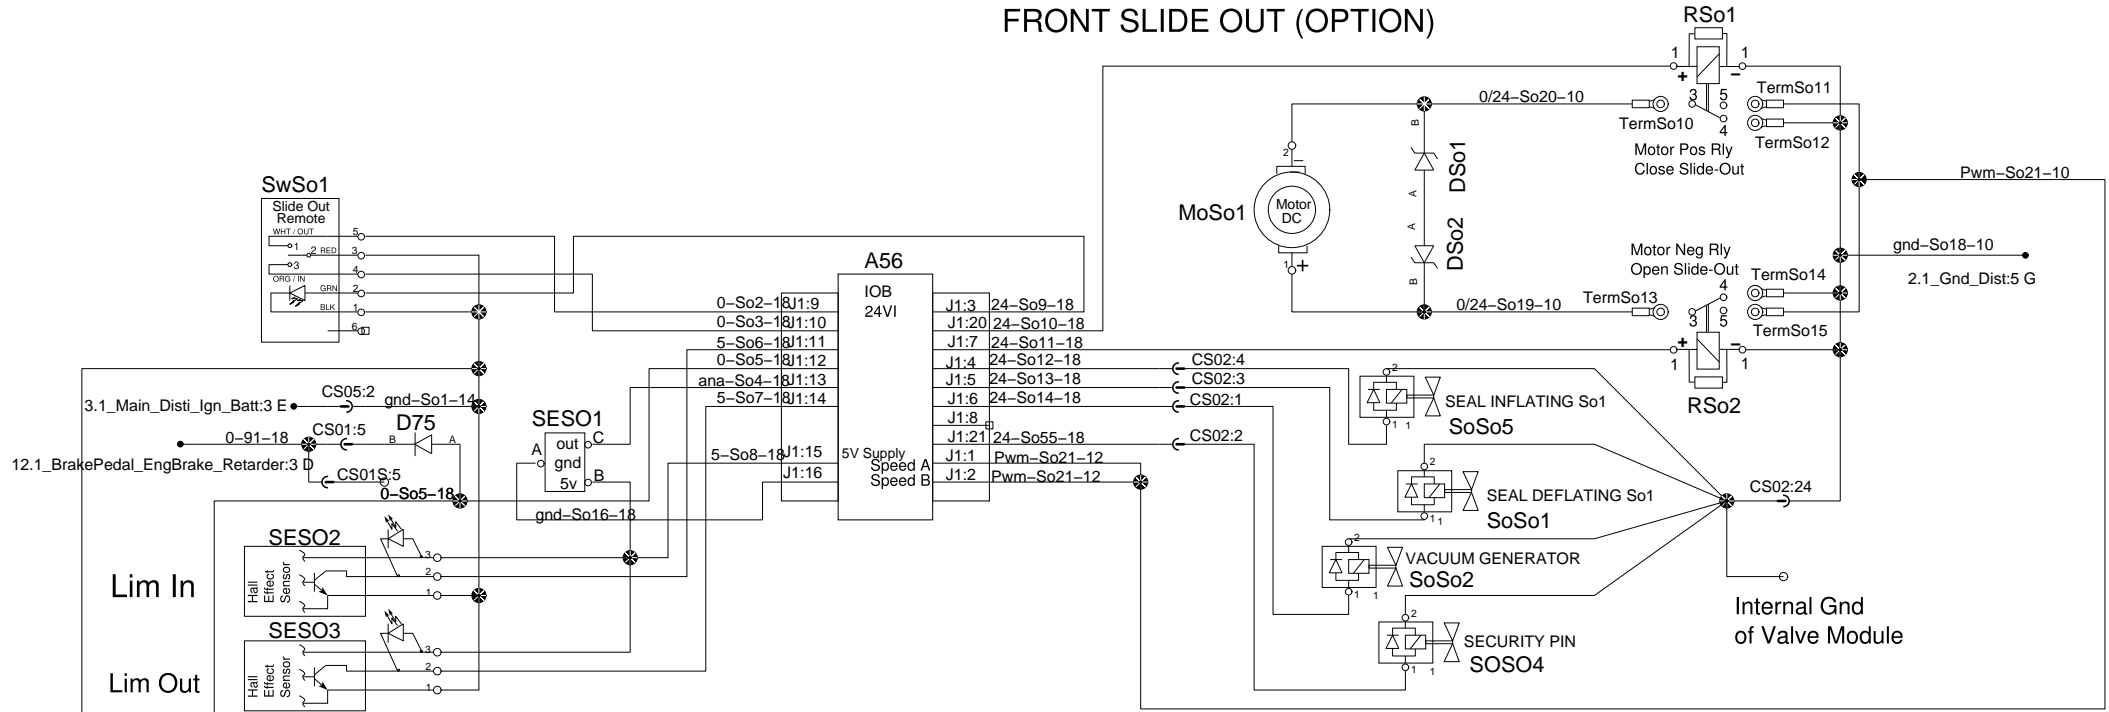 FRONT SLIDE OUT (OPTION)
RSo1
1
1
+
−
3
5
4
TermSo11
TermSo10
TermSo12
0/24−So20−10
Motor Pos Rly
Close Slide-Out
B
A
A
B
DSo1
DSo2
2
−
MoSo1
Motor
DC
1
+
Pwm−So21−10
gnd−So18−10
2.1_Gnd_Dist:5 G
Motor Neg Rly
Open Slide-Out
TermSo14
TermSo13
TermSo15
0/24−So19−10
4
3
5
+
−
1
1
RSo2
SwSo1
Slide Out
Remote
WHT / OUT
5
1
2
RED
3
3
4
ORG / IN
GRN
2
BLK
1
6
A56
IOB
24VI
0−So2−18
J1:9
0−So3−18
J1:10
5−So6−18
J1:11
0−So5−18
J1:12
ana−So4−18
J1:13
5−So7−18
J1:14
5−So8−18
J1:15
J1:16
5V Supply
Speed A
Speed B
J1:3
24−So9−18
J1:20
24−So10−18
J1:7
24−So11−18
J1:4
24−So12−18
J1:5
24−So13−18
J1:6
24−So14−18
J1:8
J1:21
24−So55−18
J1:1
Pwm−So21−12
J1:2
Pwm−So21−12
CS02:4
CS02:3
CS02:1
CS02:2
3.1_Main_Disti_Ign_Batt:3 E
CS05:2
gnd−So1−14
0−91−18
CS01:5
B
D75
A
12.1_BrakePedal_EngBrake_Retarder:3 D
CS01S:5
0−So5−18
SESO1
A
out
gnd
5v
C
B
gnd−So16−18
SESO2
Hall
Effect
Sensor
3
2
1
Lim In
SESO3
Hall
Effect
Sensor
3
2
1
Lim Out
2
1
1
SEAL INFLATING So1
SoSo5
2
1
1
SEAL DEFLATING So1
SoSo1
2
1
1
VACUUM GENERATOR
SoSo2
2
1
1
SECURITY PIN
SOSO4
CS02:24
Internal Gnd
of Valve Module